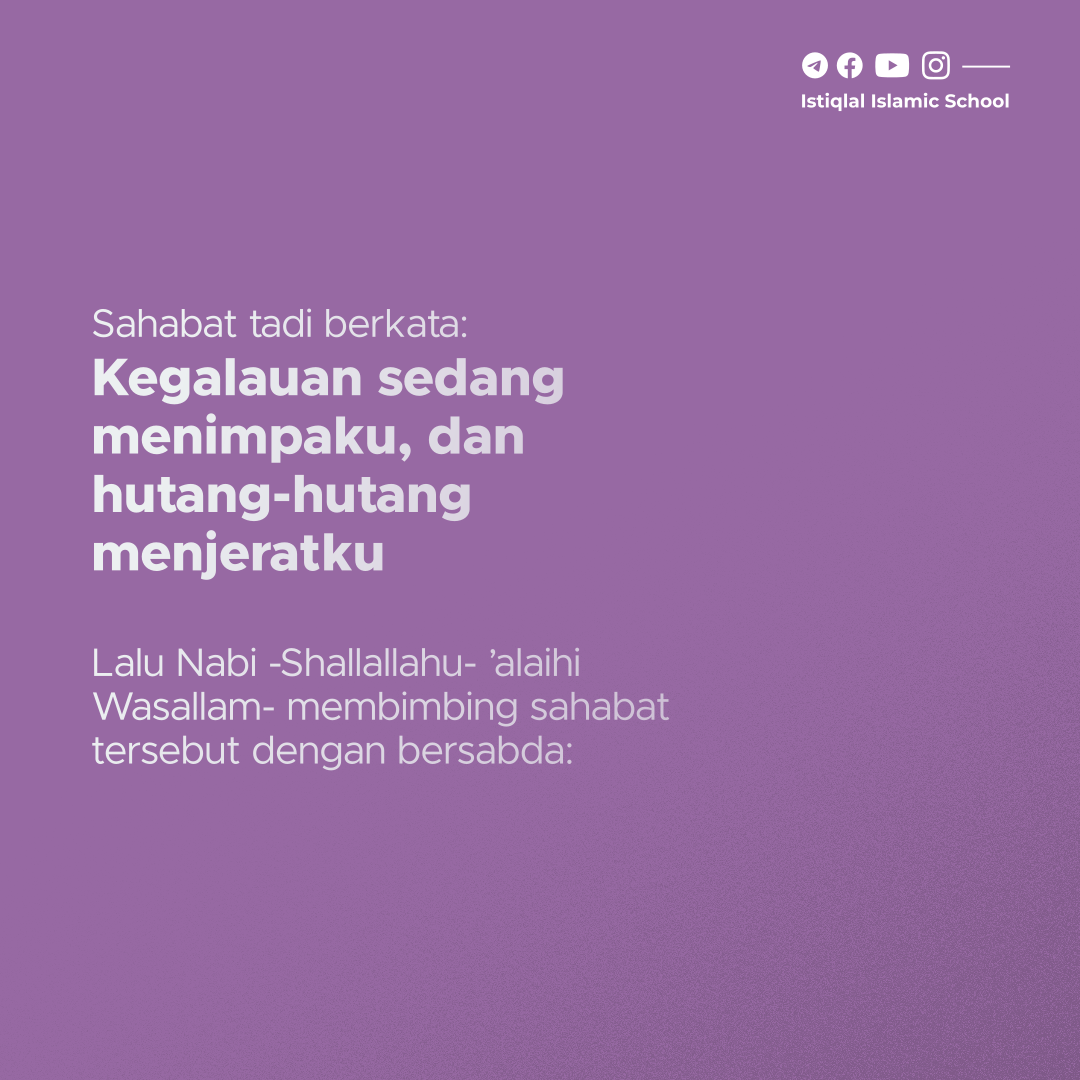 Istiqlal Islamic School
Sahabat tadi berkata:
Kegalauan sedang
menimpaku, dan
hutang-hutang
menjeratku
Lalu Nabi -Shallallahu- ’alaihi
Wasallam- membimbing sahabat
tersebut dengan bersabda: